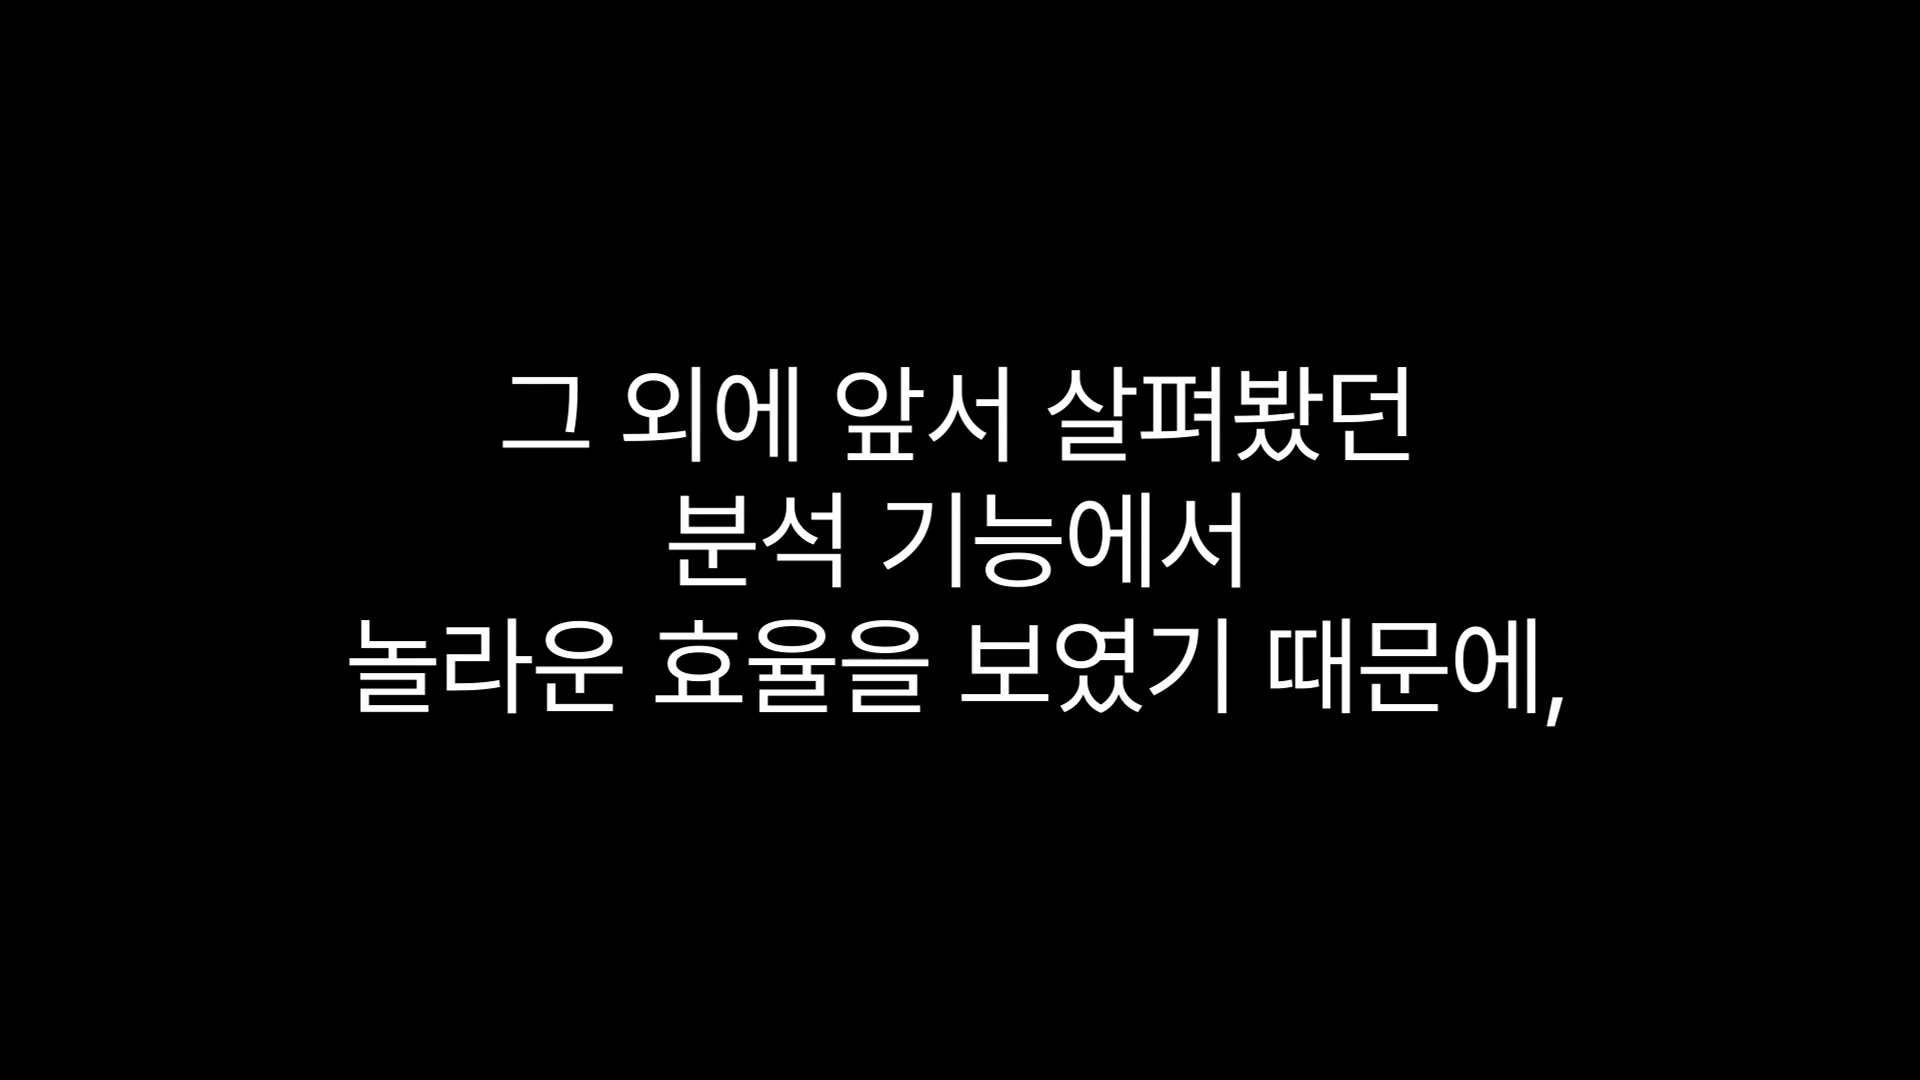 그 외에 앞서 살펴봤던
분석 기능에서
놀라운 효율을 보였기 때문에,